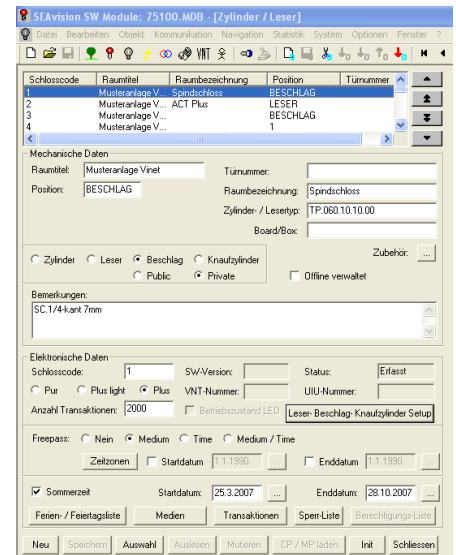 SEAvision SW Module: 75100.MDB - [Zylinder / Leser]
Datei Bearbeiten Objekt Kommunikation Navigation Statistik System Optionen Fenster ?
VNT
Schlosscode Raumtitel Raumbezeichnung Position Türnummer
1 Musteranlage V... Spindschloss BESCHLAG
2 Musteranlage V... ACT Plus LESER
3 Musteranlage V... BESCHLAG
4 Musteranlage V... 1
Mechanische Daten
Raumtitel: Musteranlage Vinet Türnummer:
Position: BESCHLAG Raumbezeichnung: Spindschloss
Zylinder- / Lesertyp: TP.060.10.10.00
Board/Box:
Zubehör: ...
Zylinder Leser Beschlag Knaufzylinder
Public Private Offline verwaltet
Bemerkungen:
SC.1/4-kant 7mm
Elektronische Daten
Schlosscode: 1 SW-Version: Status: Erfasst
Pur Plus light Plus VNT-Nummer: UIU-Nummer:
Anzahl Transaktionen: 2000 Betriebszustand LED Leser- Beschlag- Knaufzylinder Setup
Freepass: Nein Medium Time Medium / Time
Zeitzonen Startdatum 1.1.1990 ... Enddatum 1.1.1990 ...
Sommerzeit Startdatum: 25.3.2007 ... Enddatum: 28.10.2007 ...
Ferien- / Feiertagsliste Medien Transaktionen Sperr-Liste Berechtigungs-Liste
Neu Speichern Auswahl Auslesen Mutieren CP / MP laden Init Schliessen